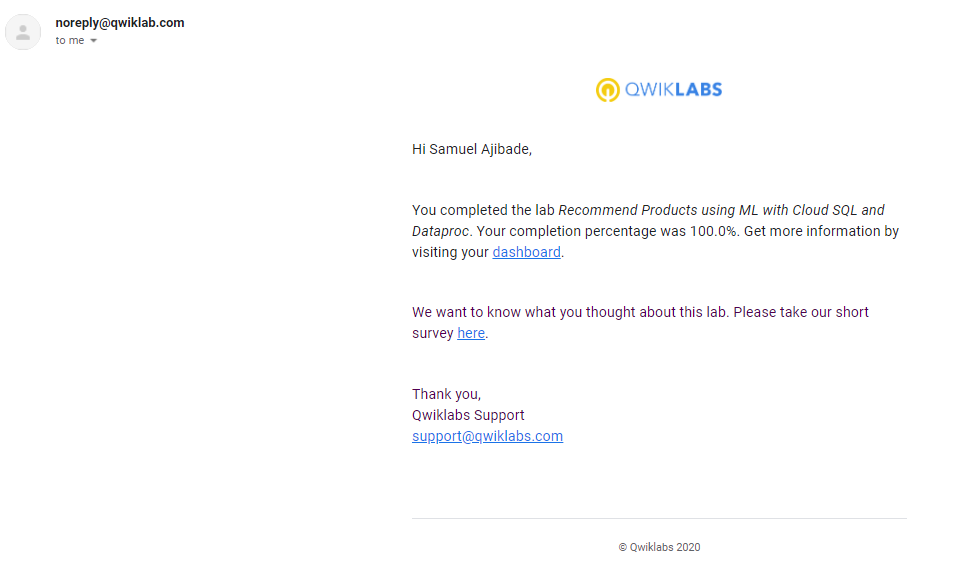 noreply@qwiklab.com
to me
QWIKLABS
Hi Samuel Ajibade,
You completed the lab Recommend Products using ML with Cloud SQL and
Dataproc. Your completion percentage was 100.0%. Get more information by
visiting your dashboard.
We want to know what you thought about this lab. Please take our short
survey here.
Thank you,
Qwiklabs Support
support@qwiklabs.com
© Qwiklabs 2020